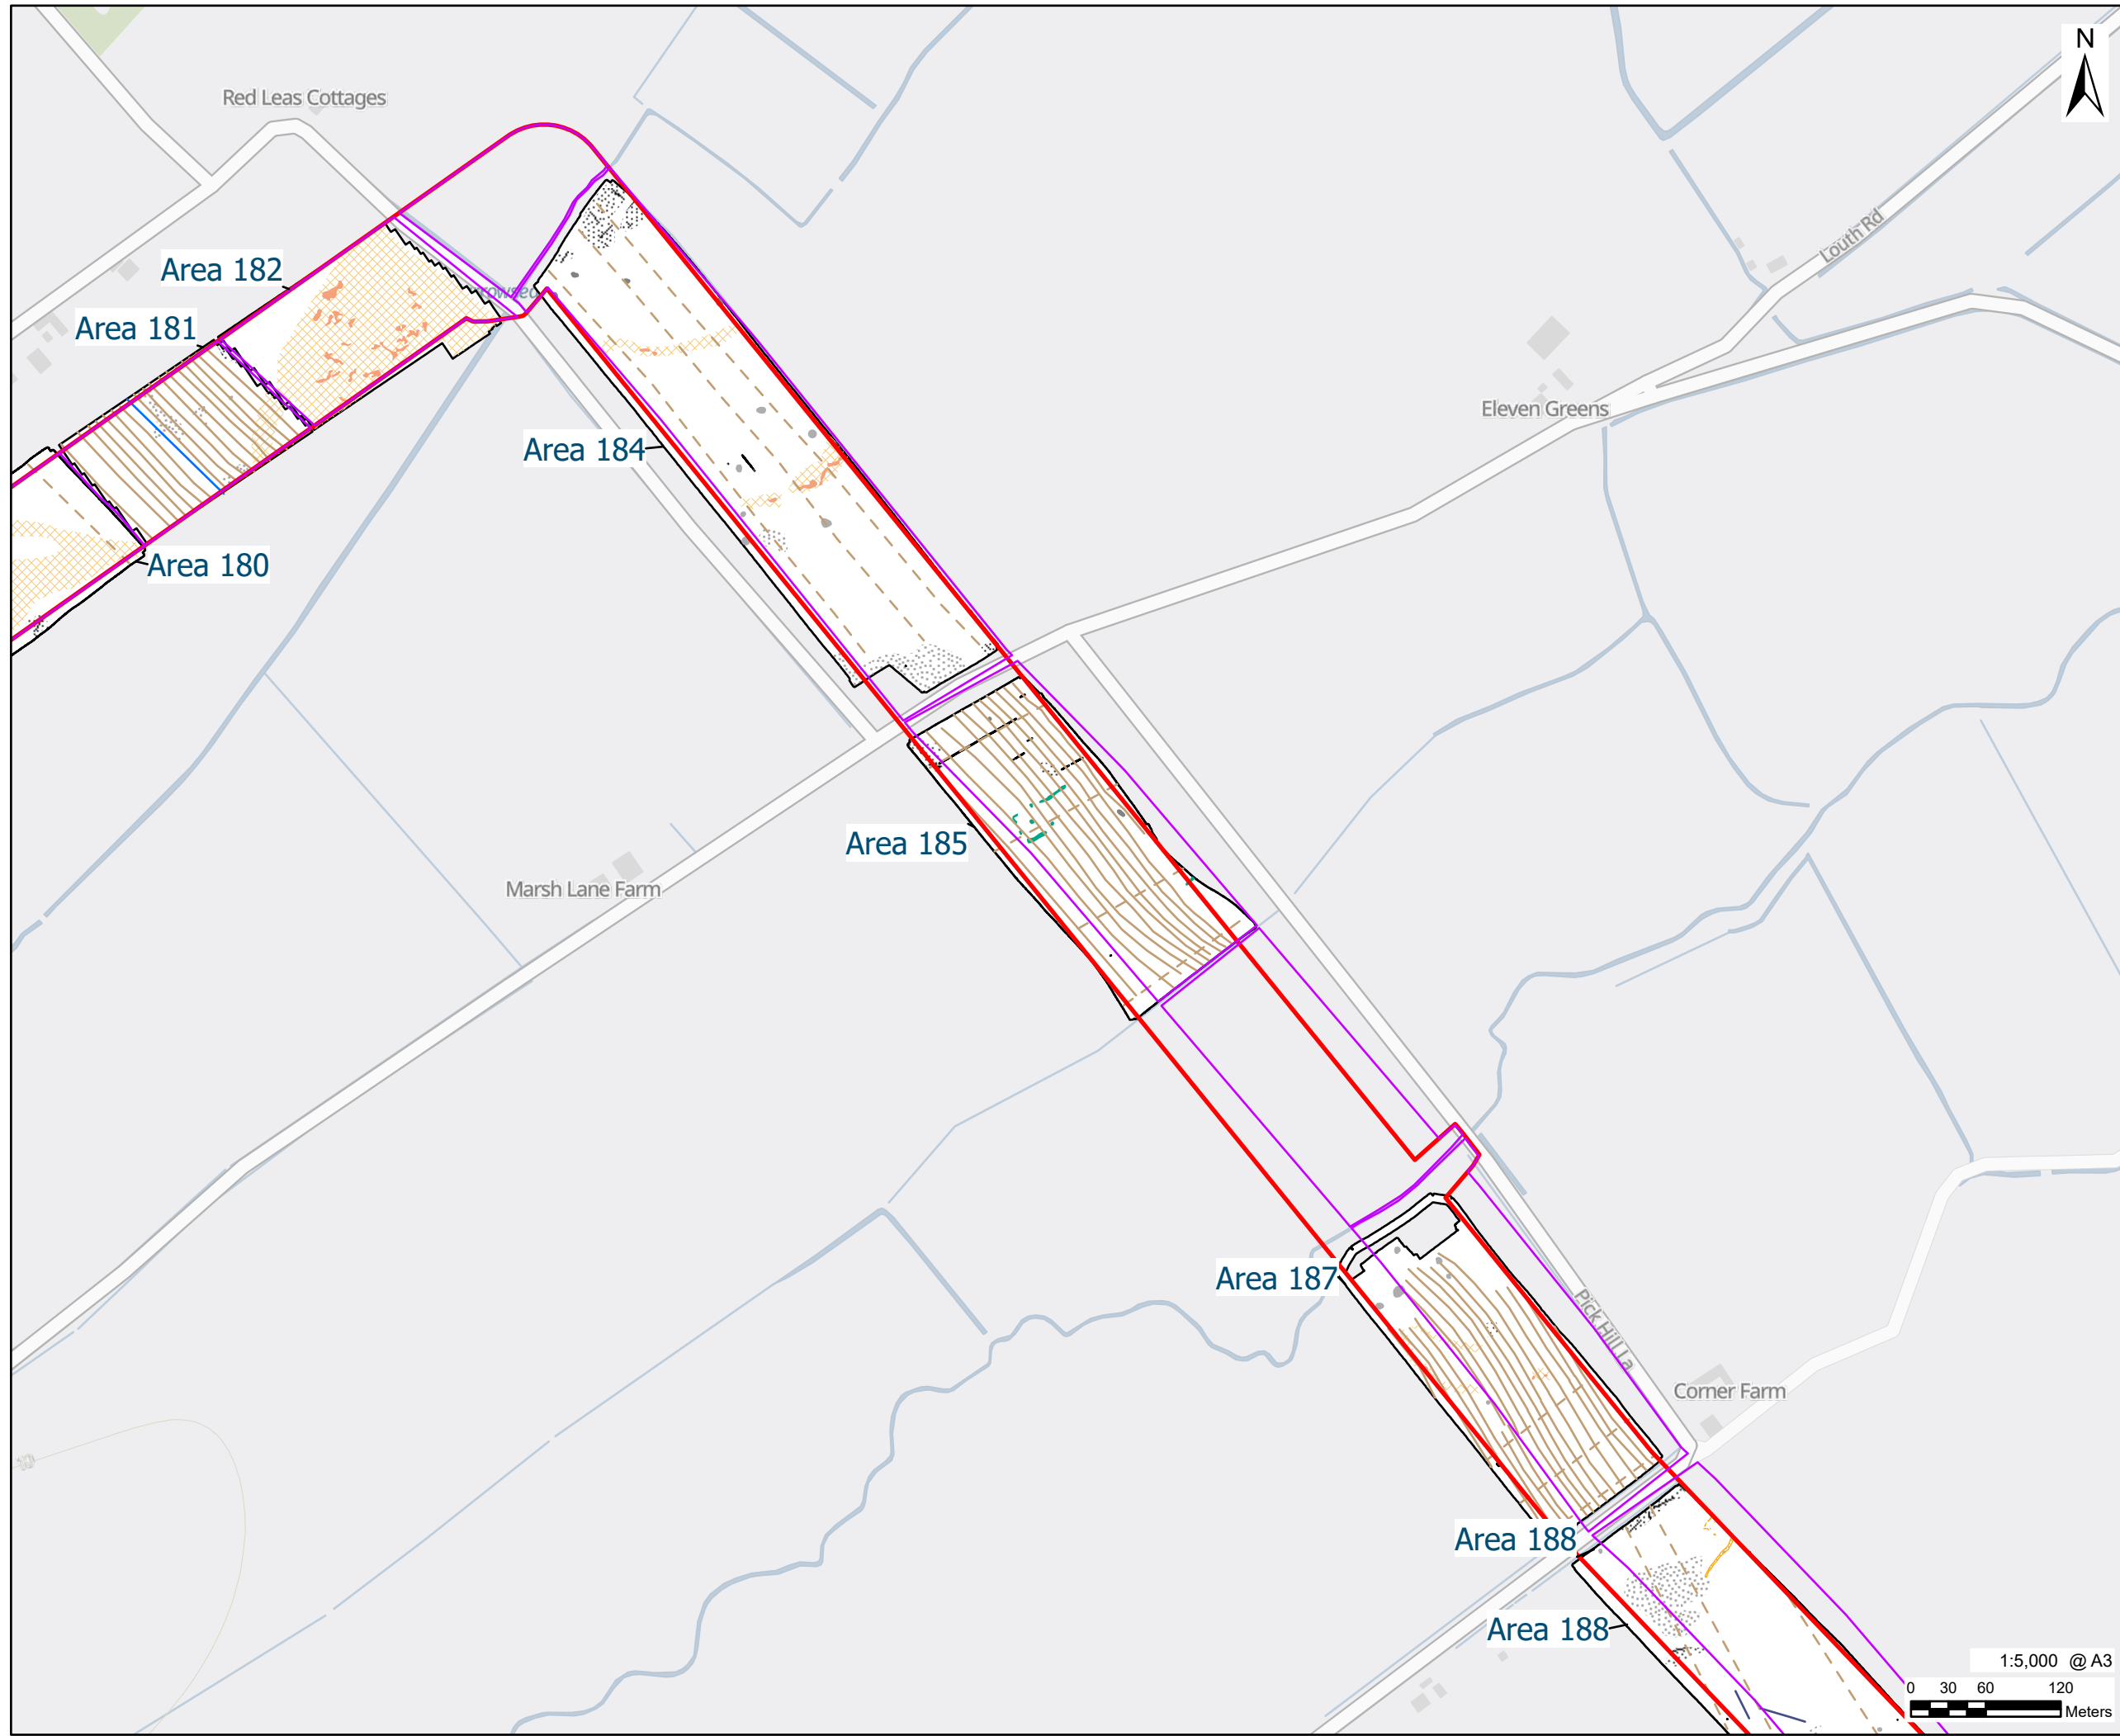 N
Red Leas Cottages
Louth Rd
Area 182
Area 181
Eleven Greens
Area 184
Area 180
Area 185
Marsh Lane Farm
Area 187
Pick Hill La
Corner Farm
10
Area 188
Area 188
1:5,000 @ A3
0 30 60 120
Meters